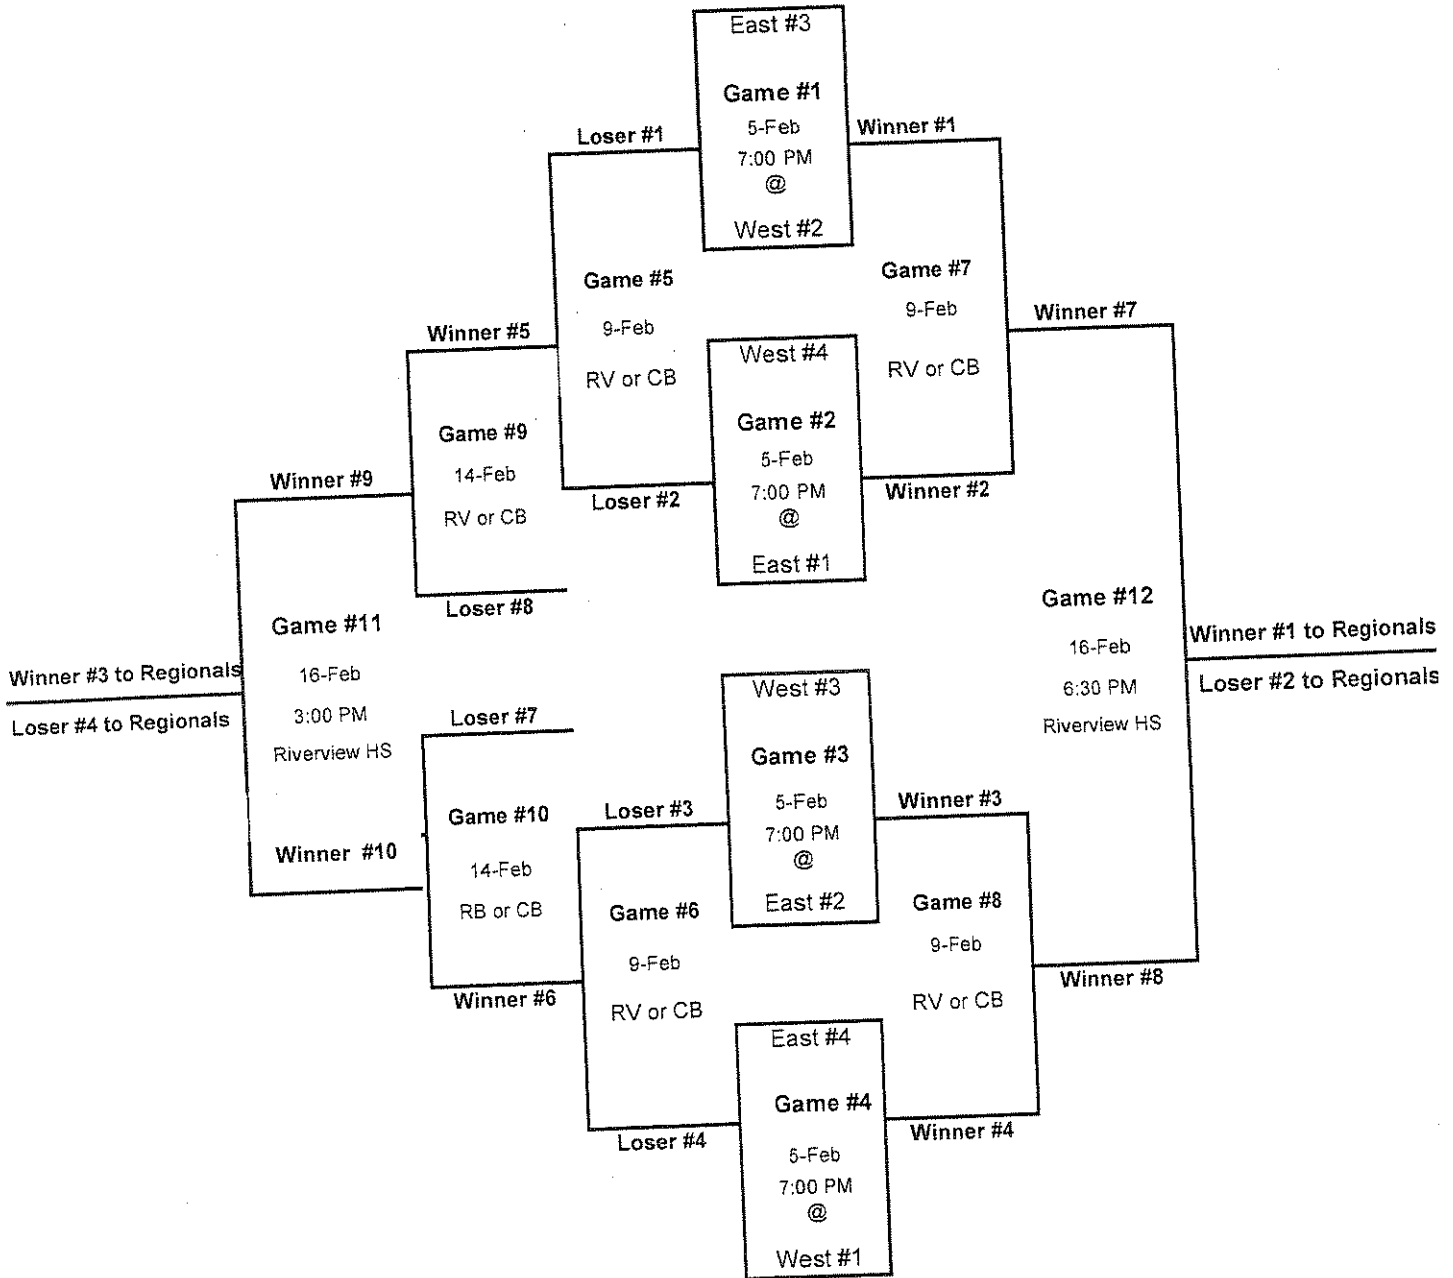 East #3
Game #1
5-Feb
7:00 PM
@
West #2
Loser #1
Winner #1
Game #5
9-Feb
RV or CB
Game #7
9-Feb
RV or CB
Winner #5
Winner #7
West #4
Game #2
5-Feb
7:00 PM
@
East #1
Game #9
14-Feb
RV or CB
Winner #9
Loser #2
Winner #2
Loser #8
Game #11
16-Feb
3:00 PM
Riverview HS
Winner #3 to Regionals
Loser #4 to Regionals
Game #12
16-Feb
6:30 PM
Riverview HS
Winner #1 to Regionals
Loser #2 to Regionals
Loser #7
West #3
Game #3
5-Feb
7:00 PM
@
East #2
Winner #10
Game #10
14-Feb
RB or CB
Loser #3
Winner #3
Game #6
9-Feb
RV or CB
Game #8
9-Feb
RV or CB
Winner #6
Winner #8
East #4
Game #4
5-Feb
7:00 PM
@
West #1
Loser #4
Winner #4